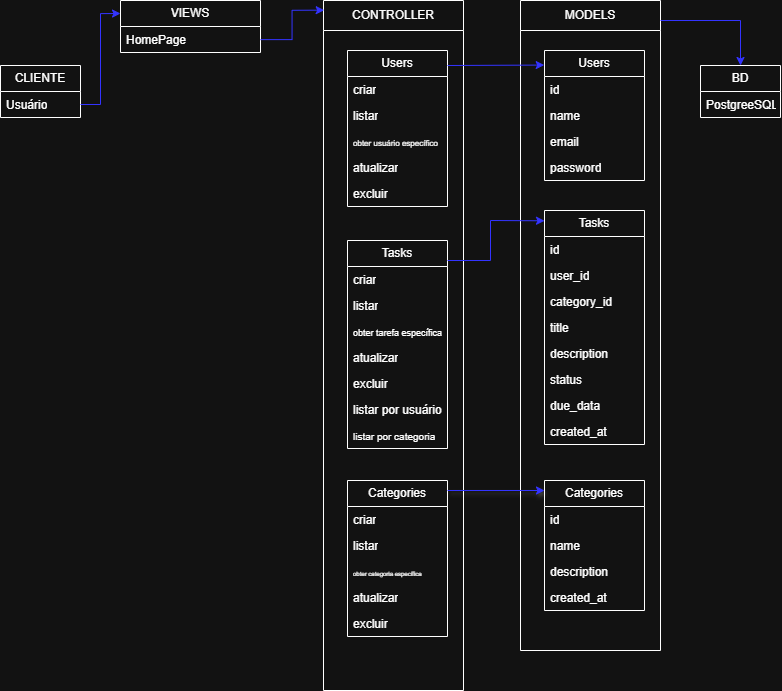 CLIENTE
Usuário
VIEWS
HomePage
CONTROLLER
Users
criar
listar
obter usuário específico
atualizar
excluir
Tasks
criar
listar
obter tarefa específica
atualizar
excluir
listar por usuário
listar por categoria
Categories
criar
listar
obter categoria específica
atualizar
excluir
MODELS
Users
id
name
email
password
Tasks
id
user_id
category_id
title
description
status
due_data
created_at
Categories
id
name
description
created_at
BD
PostgreeSQL